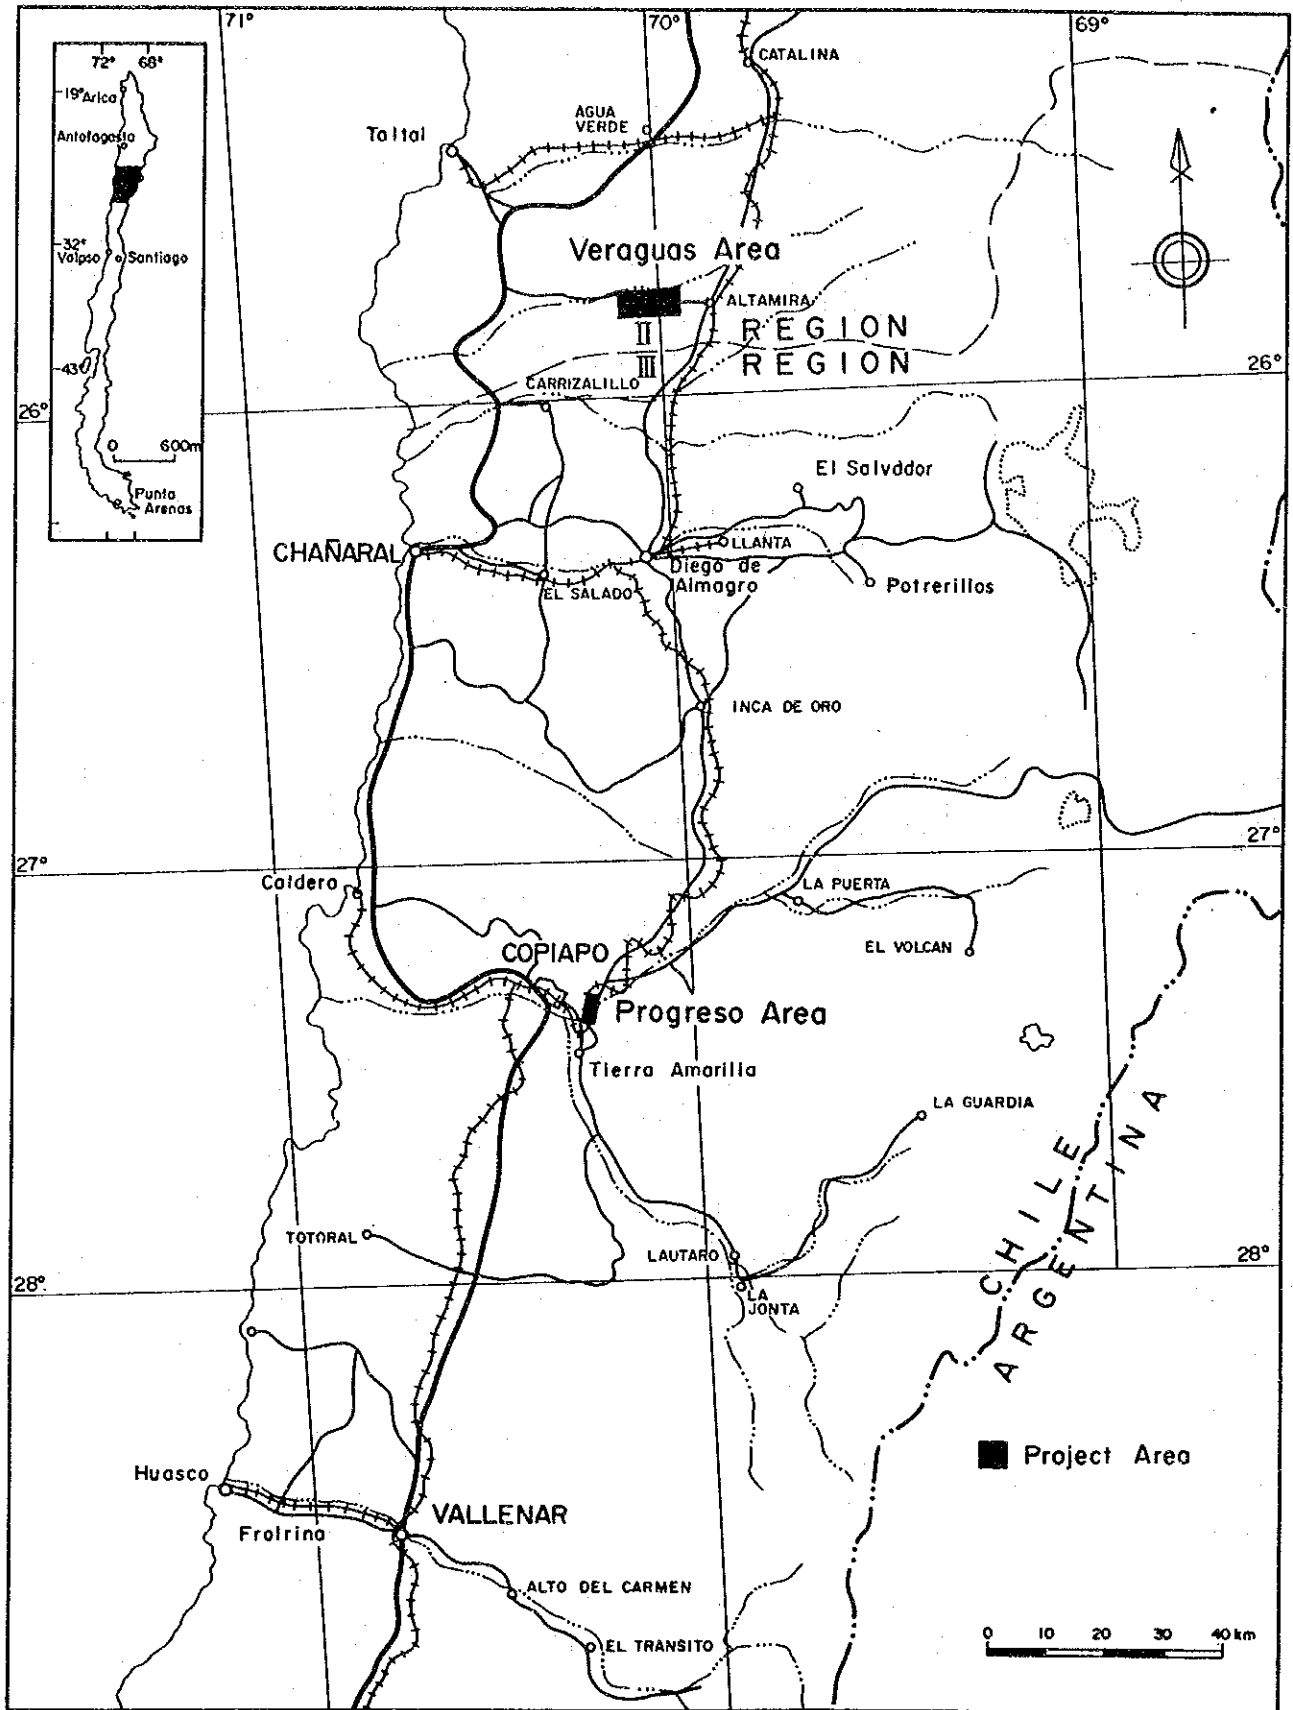 71°
70°
69°
72° 68°
19° Arica
Antofagasta
32°
Valpso
Santiago
43°
0 600m
Punta
Arenas
CATALINA
AGUA
VERDE
Taltal
Veraguas Area
ALTAMIRA
II REGION
III REGION
26°
26°
CARRIZALILLO
El Salvador
CHAÑARAL
LLANTA
Diego de
Almagro
EL SALADO
Potrerillos
INCA DE ORO
27°
27°
Caldera
LA PUERTA
COPIAPO
EL VOLCAN
Progreso Area
Tierra Amarilla
LA GUARDIA
CHILE
ARGENTINA
TOTORAL
LAUTARO
28°
28°
LA
JONTA
Project Area
Huasco
VALLENAR
Frolrina
ALTO DEL CARMEN
EL TRANSITO
0 10 20 30 40 km